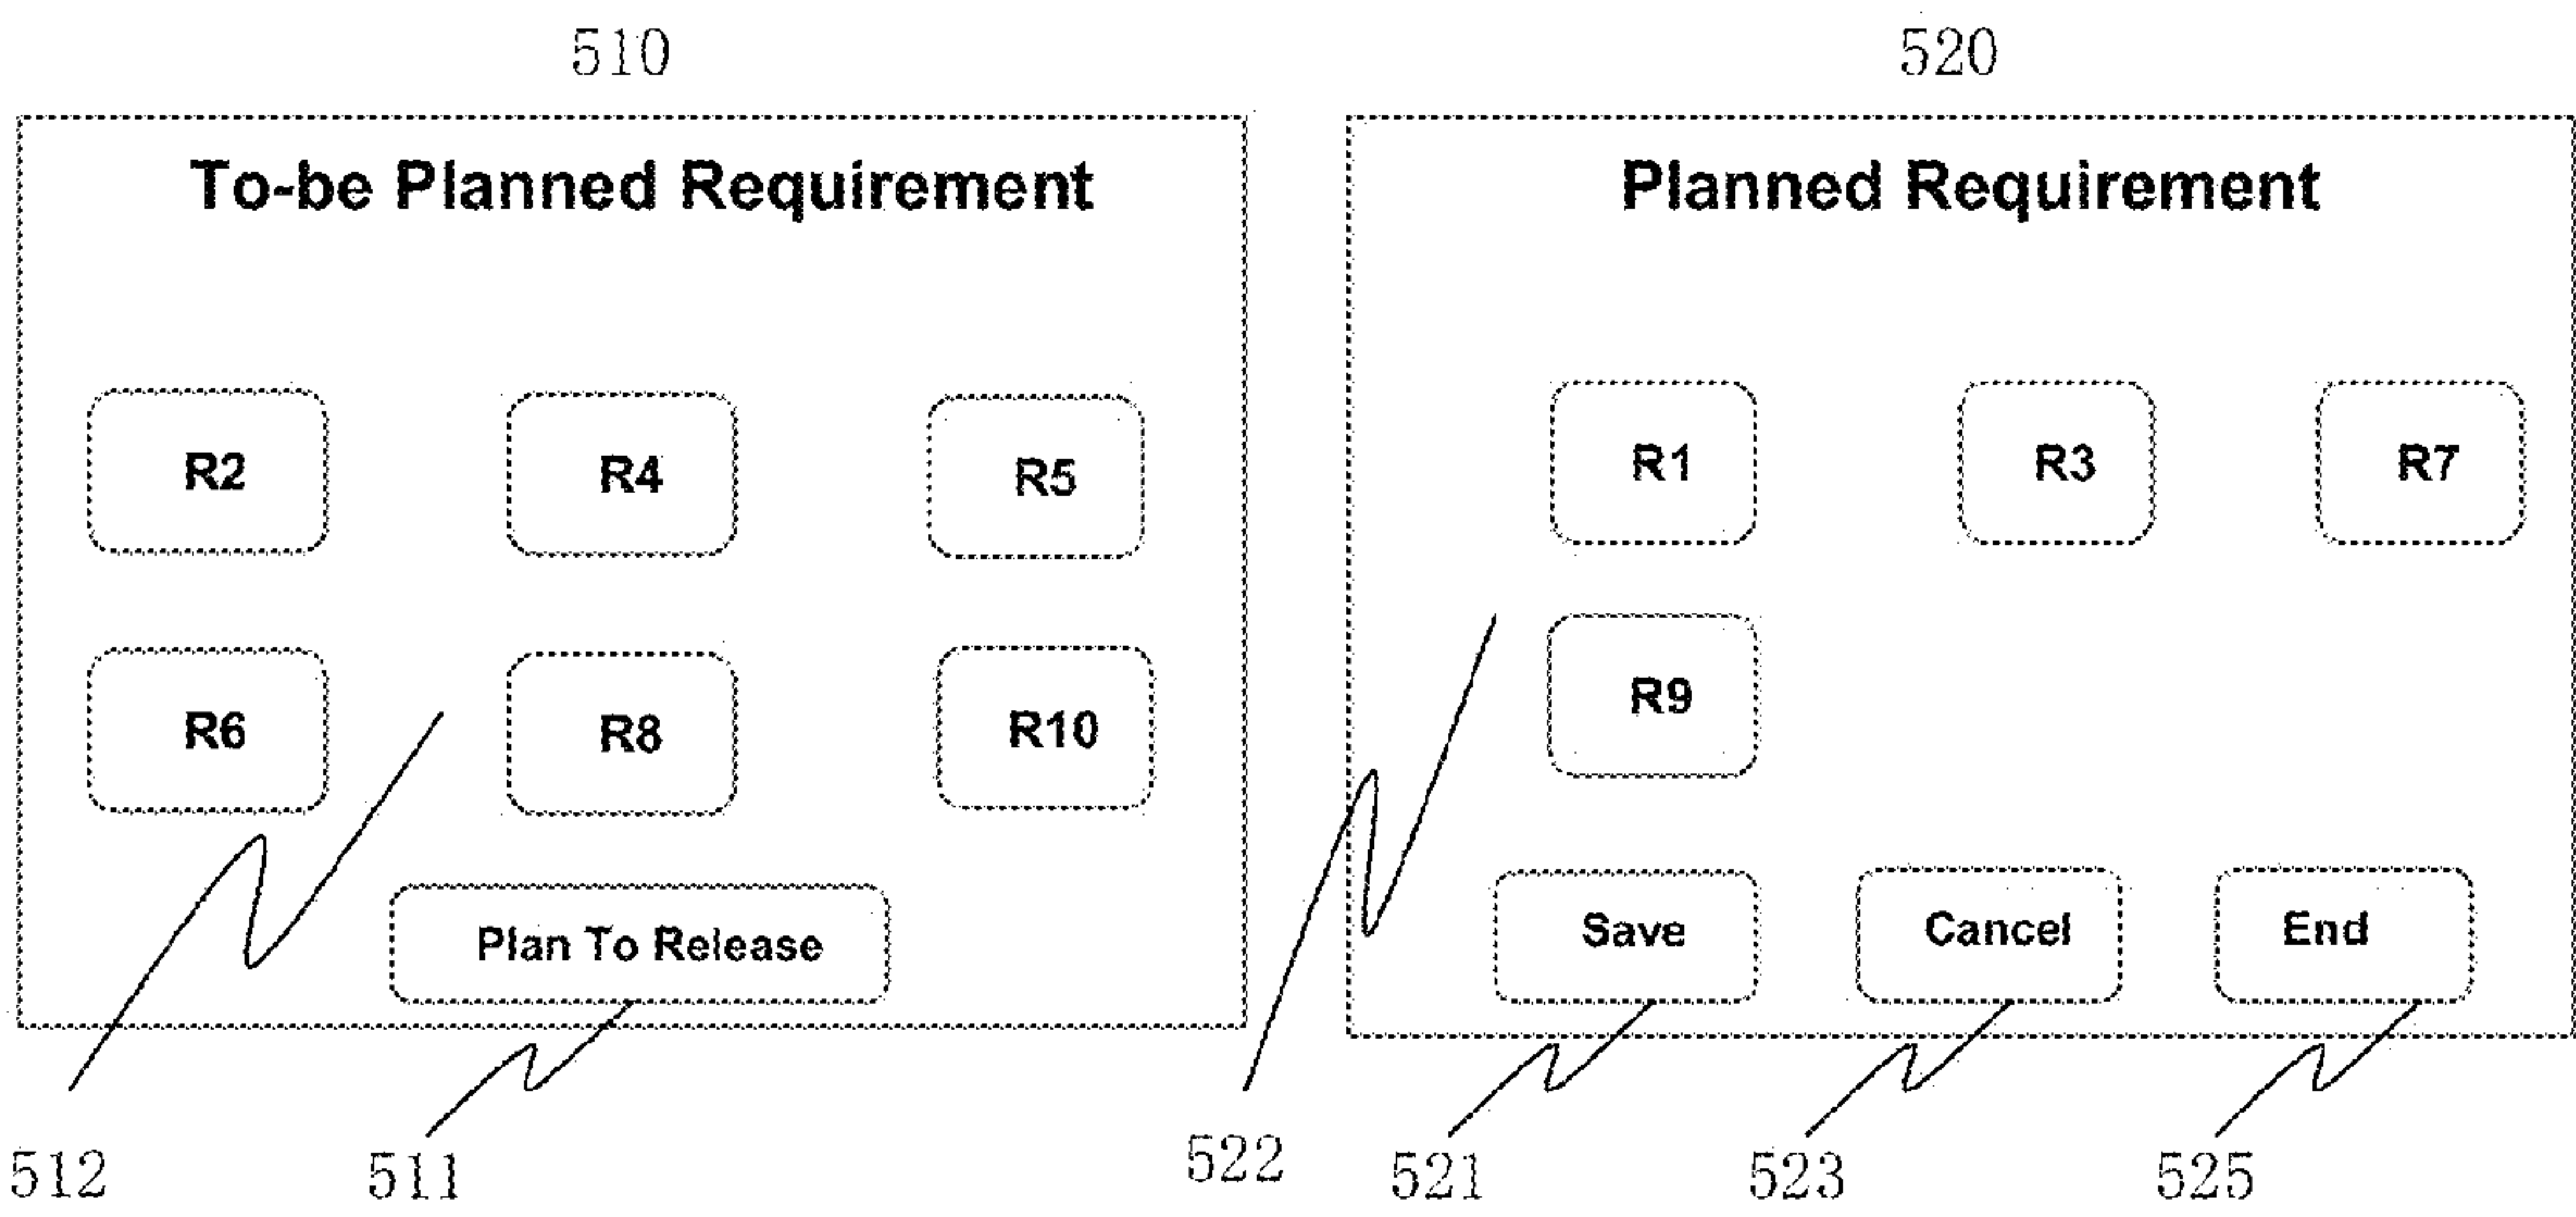 510
520
To-be Planned Requirement
Planned Requirement
R2
R4
R5
R6
R8
R10
Plan To Release
R1
R3
R7
R9
Save
Cancel
End
512
511
522
521
523
525